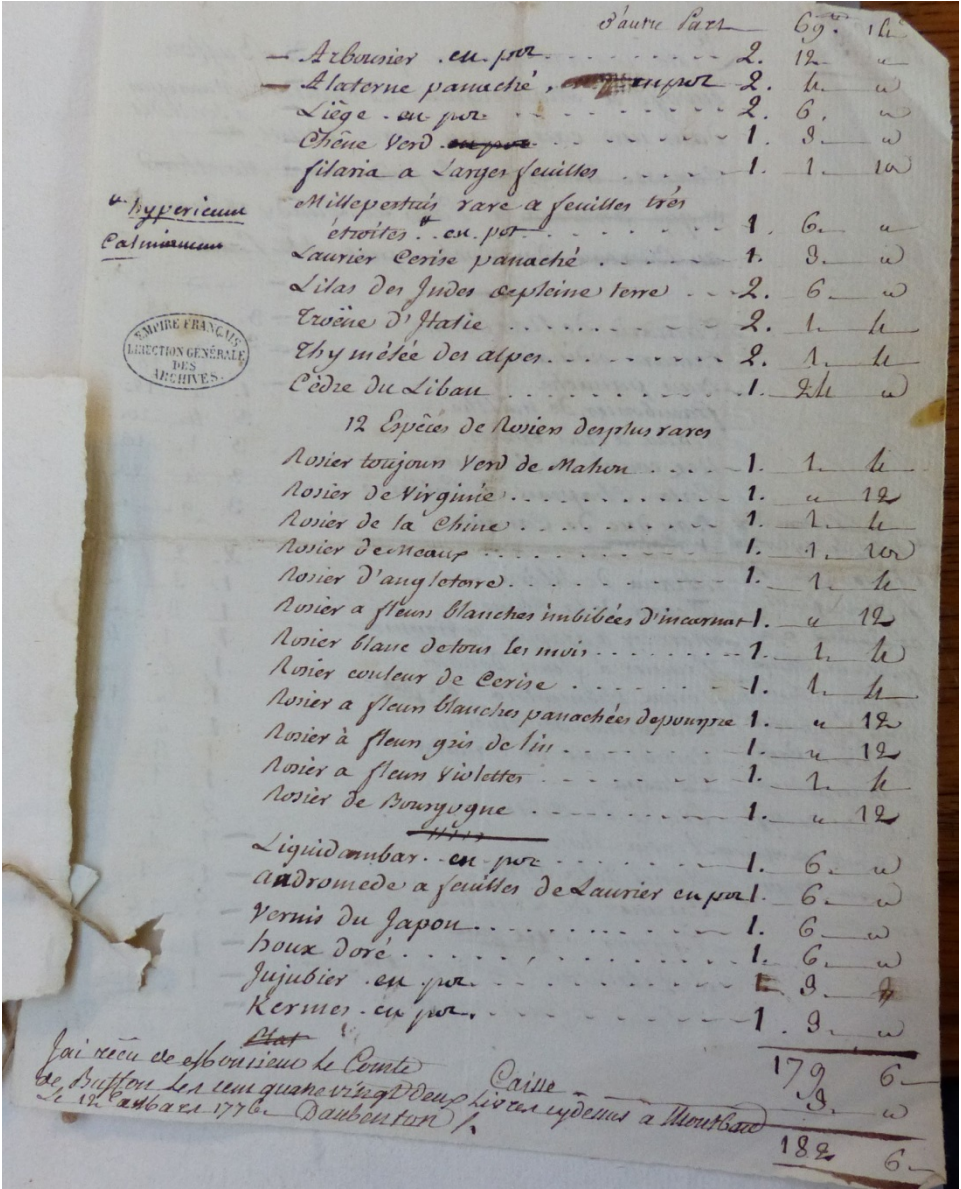 d'autre Part 69.tt 14
Arbousier en pot 2. 12. "
Alaterne panaché, en pot 2. 4. "
Liège en pot 2. 6. "
Chêne Verd en pot 1. 3. "
filaria a Larges feuilles 1. 1. 10
Millepertuis rare a feuilles très
étroites " en pot 1. 6. "
" hypericum
Calmianum
Laurier Cerise panaché 1. 3. "
Lilas des Indes de pleine terre 2. 6. "
Troëne d'Italie 2. 1. 4
Thymélée des alpes 2. 1. 4
Cèdre du Liban 1. 24 "
EMPIRE FRANÇAIS
DIRECTION GÉNÉRALE
DES
ARCHIVES.
12 Espèces de Rosiers des plus rares
Rosier toujours Verd de Mahon 1. 1. 4
Rosier de Virginie 1. " 12
Rosier de la Chine 1. 1. 4
Rosier de Meaux 1. 1. 10
Rosier d'angleterre 1. 1. 4
Rosier a fleurs blanches imbibées d'incarnat 1. " 12
Rosier blanc de tous les mois 1. 1. 4
Rosier couleur de Cerise 1. 1. 4
Rosier a fleurs blanches panachées de pourpre 1. " 12
Rosier à fleurs gris de lin 1. " 12
Rosier a fleurs Violettes 1. 1. 4
Rosier de Bourgogne 1. " 12
Liquidambar en pot 1. 6. "
andromede a feuilles de Laurier en pot 1. 6. "
Vernis du Japon 1. 6. "
houx doré 1. 6. "
Jujubier en pot 1 3.
Kermes en pot 1. 3. "
179 6
Caisse 3. "
182 6
Jai reçu de Monsieur le Comte
de Buffon les cent quatre vingt Deux Livres cy dessus à Montbard
Le 12 Mars 1776. Daubenton